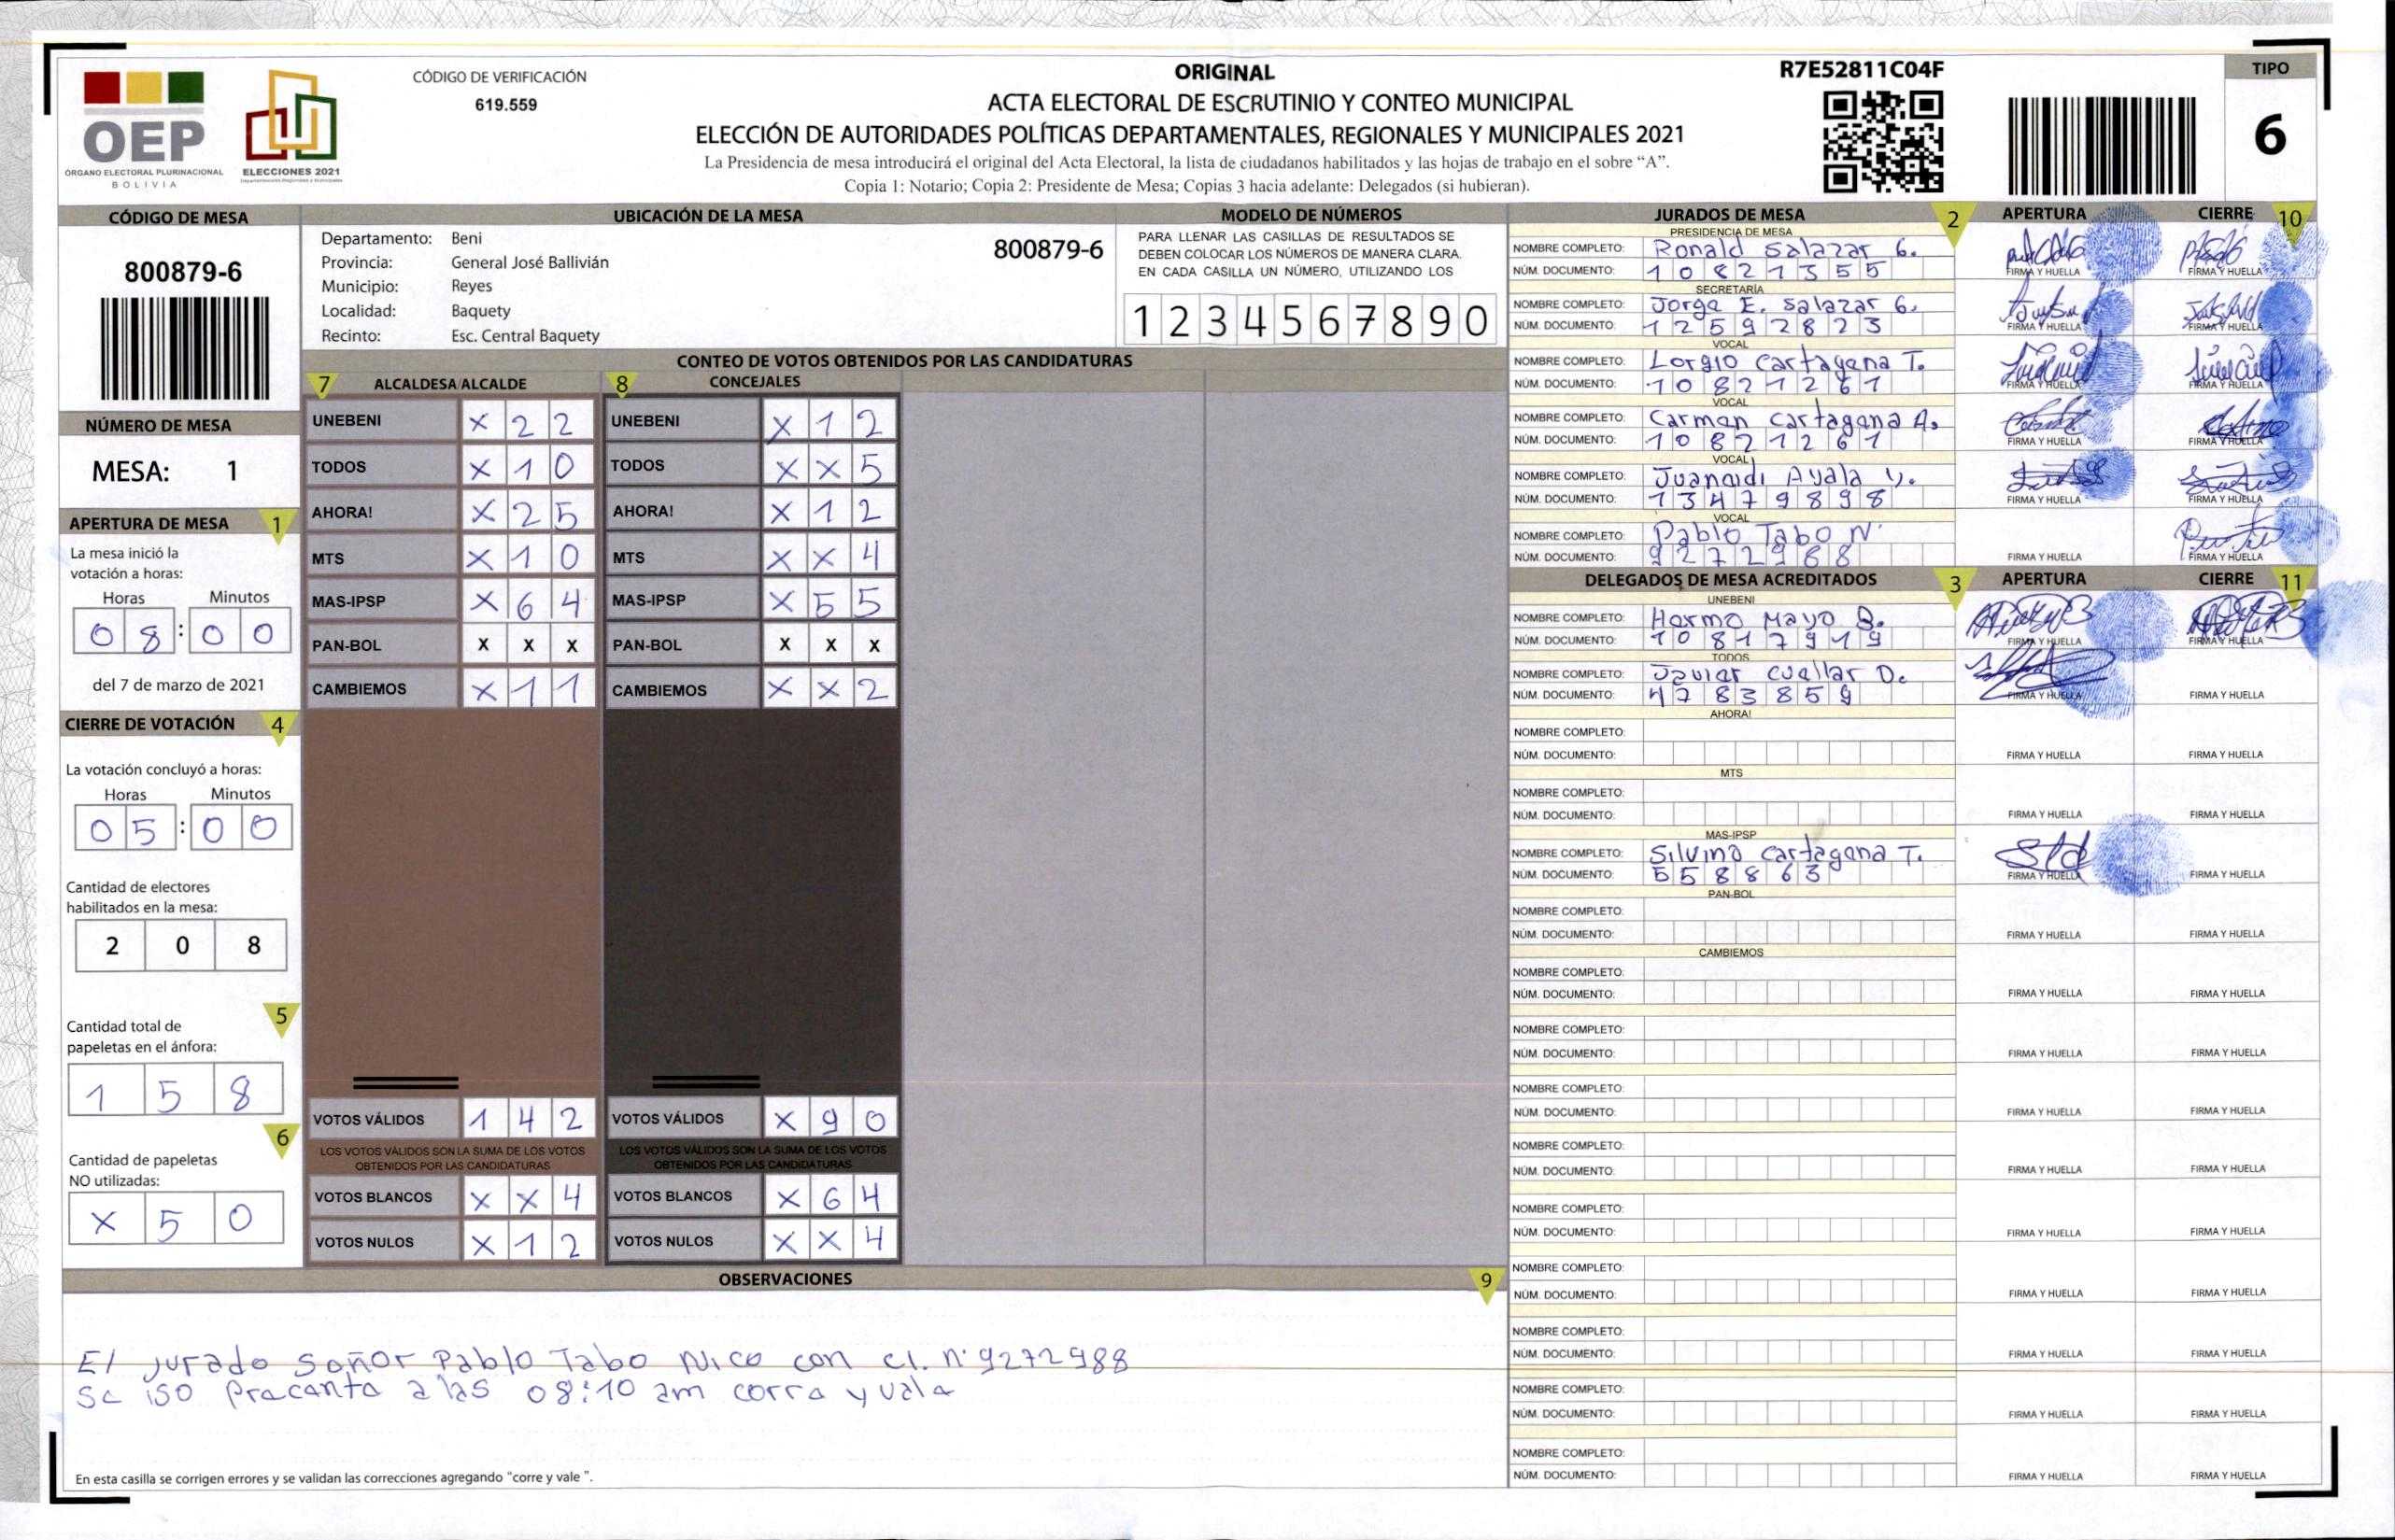 CÓDIGO DE VERIFICACIÓN
619.559
OEP
ÓRGANO ELECTORAL PLURINACIONAL
BOLIVIA
ELECCIONES 2021
ORIGINAL
ACTA ELECTORAL DE ESCRUTINIO Y CONTEO MUNICIPAL
ELECCIÓN DE AUTORIDADES POLÍTICAS DEPARTAMENTALES, REGIONALES Y MUNICIPALES 2021
La Presidencia de mesa introducirá el original del Acta Electoral, la lista de ciudadanos habilitados y las hojas de trabajo en el sobre “A”.
Copia 1: Notario; Copia 2: Presidente de Mesa; Copias 3 hacia adelante: Delegados (si hubieran).
R7E52811C04F
TIPO
6
CÓDIGO DE MESA
800879-6
NÚMERO DE MESA
MESA: 1
APERTURA DE MESA 1
La mesa inició la
votación a horas:
Horas Minutos
0 8 : 0 0
del 7 de marzo de 2021
CIERRE DE VOTACIÓN 4
La votación concluyó a horas:
Horas Minutos
0 5 : 0 0
Cantidad de electores
habilitados en la mesa:
2 0 8
5
Cantidad total de
papeletas en el ánfora:
1 5 8
6
Cantidad de papeletas
NO utilizadas:
X 5 0
UBICACIÓN DE LA MESA
Departamento: Beni
Provincia: General José Ballivián
Municipio: Reyes
Localidad: Baquety
Recinto: Esc. Central Baquety
800879-6
MODELO DE NÚMEROS
PARA LLENAR LAS CASILLAS DE RESULTADOS SE
DEBEN COLOCAR LOS NÚMEROS DE MANERA CLARA.
EN CADA CASILLA UN NÚMERO, UTILIZANDO LOS
1 2 3 4 5 6 7 8 9 0
CONTEO DE VOTOS OBTENIDOS POR LAS CANDIDATURAS
7 ALCALDESA/ALCALDE
UNEBENI X 2 2
TODOS X 1 0
AHORA! X 2 5
MTS X 1 0
MAS-IPSP X 6 4
PAN-BOL X X X
CAMBIEMOS X 1 1
VOTOS VÁLIDOS 1 4 2
LOS VOTOS VÁLIDOS SON LA SUMA DE LOS VOTOS
OBTENIDOS POR LAS CANDIDATURAS
VOTOS BLANCOS X X 4
VOTOS NULOS X 1 2
8 CONCEJALES
UNEBENI X 1 2
TODOS X X 5
AHORA! X 1 2
MTS X X 4
MAS-IPSP X 5 5
PAN-BOL X X X
CAMBIEMOS X X 2
VOTOS VÁLIDOS X 9 0
LOS VOTOS VÁLIDOS SON LA SUMA DE LOS VOTOS
OBTENIDOS POR LAS CANDIDATURAS
VOTOS BLANCOS X 6 4
VOTOS NULOS X X 4
OBSERVACIONES 9
El jurado Señor Pablo Tabo Nico con CI. N° 9272988
Se iso Precente a las 08:10 am corre y vale
En esta casilla se corrigen errores y se validan las correcciones agregando “corre y vale”.
JURADOS DE MESA 2 APERTURA CIERRE 10
PRESIDENCIA DE MESA
NOMBRE COMPLETO: Ronald Salazar G.
NÚM. DOCUMENTO: 10821355 FIRMA Y HUELLA FIRMA Y HUELLA
SECRETARÍA
NOMBRE COMPLETO: Jorge E. Salazar G.
NÚM. DOCUMENTO: 12592823 FIRMA Y HUELLA FIRMA Y HUELLA
VOCAL
NOMBRE COMPLETO: Lorgio Cartagena T.
NÚM. DOCUMENTO: 10821261 FIRMA Y HUELLA FIRMA Y HUELLA
VOCAL
NOMBRE COMPLETO: Carmen Cartagena A.
NÚM. DOCUMENTO: 10821261 FIRMA Y HUELLA FIRMA Y HUELLA
VOCAL
NOMBRE COMPLETO: Juanaidi Ayala Y.
NÚM. DOCUMENTO: 13479898 FIRMA Y HUELLA FIRMA Y HUELLA
VOCAL
NOMBRE COMPLETO: Pablo Tabo N.
NÚM. DOCUMENTO: 9272988 FIRMA Y HUELLA FIRMA Y HUELLA
DELEGADOS DE MESA ACREDITADOS 3 APERTURA CIERRE 11
UNEBENI
NOMBRE COMPLETO: Hermo Mayo B.
NÚM. DOCUMENTO: 10817919 FIRMA Y HUELLA FIRMA Y HUELLA
TODOS
NOMBRE COMPLETO: Javier Cuellar D.
NÚM. DOCUMENTO: 4783859 FIRMA Y HUELLA FIRMA Y HUELLA
AHORA!
NOMBRE COMPLETO:
NÚM. DOCUMENTO: FIRMA Y HUELLA FIRMA Y HUELLA
MTS
NOMBRE COMPLETO:
NÚM. DOCUMENTO: FIRMA Y HUELLA FIRMA Y HUELLA
MAS-IPSP
NOMBRE COMPLETO: Silvino Cartagena T.
NÚM. DOCUMENTO: 558863 FIRMA Y HUELLA FIRMA Y HUELLA
PAN-BOL
NOMBRE COMPLETO:
NÚM. DOCUMENTO: FIRMA Y HUELLA FIRMA Y HUELLA
CAMBIEMOS
NOMBRE COMPLETO:
NÚM. DOCUMENTO: FIRMA Y HUELLA FIRMA Y HUELLA
NOMBRE COMPLETO:
NÚM. DOCUMENTO: FIRMA Y HUELLA FIRMA Y HUELLA
NOMBRE COMPLETO:
NÚM. DOCUMENTO: FIRMA Y HUELLA FIRMA Y HUELLA
NOMBRE COMPLETO:
NÚM. DOCUMENTO: FIRMA Y HUELLA FIRMA Y HUELLA
NOMBRE COMPLETO:
NÚM. DOCUMENTO: FIRMA Y HUELLA FIRMA Y HUELLA
NOMBRE COMPLETO:
NÚM. DOCUMENTO: FIRMA Y HUELLA FIRMA Y HUELLA
NOMBRE COMPLETO:
NÚM. DOCUMENTO: FIRMA Y HUELLA FIRMA Y HUELLA
NOMBRE COMPLETO:
NÚM. DOCUMENTO: FIRMA Y HUELLA FIRMA Y HUELLA
NOMBRE COMPLETO:
NÚM. DOCUMENTO: FIRMA Y HUELLA FIRMA Y HUELLA